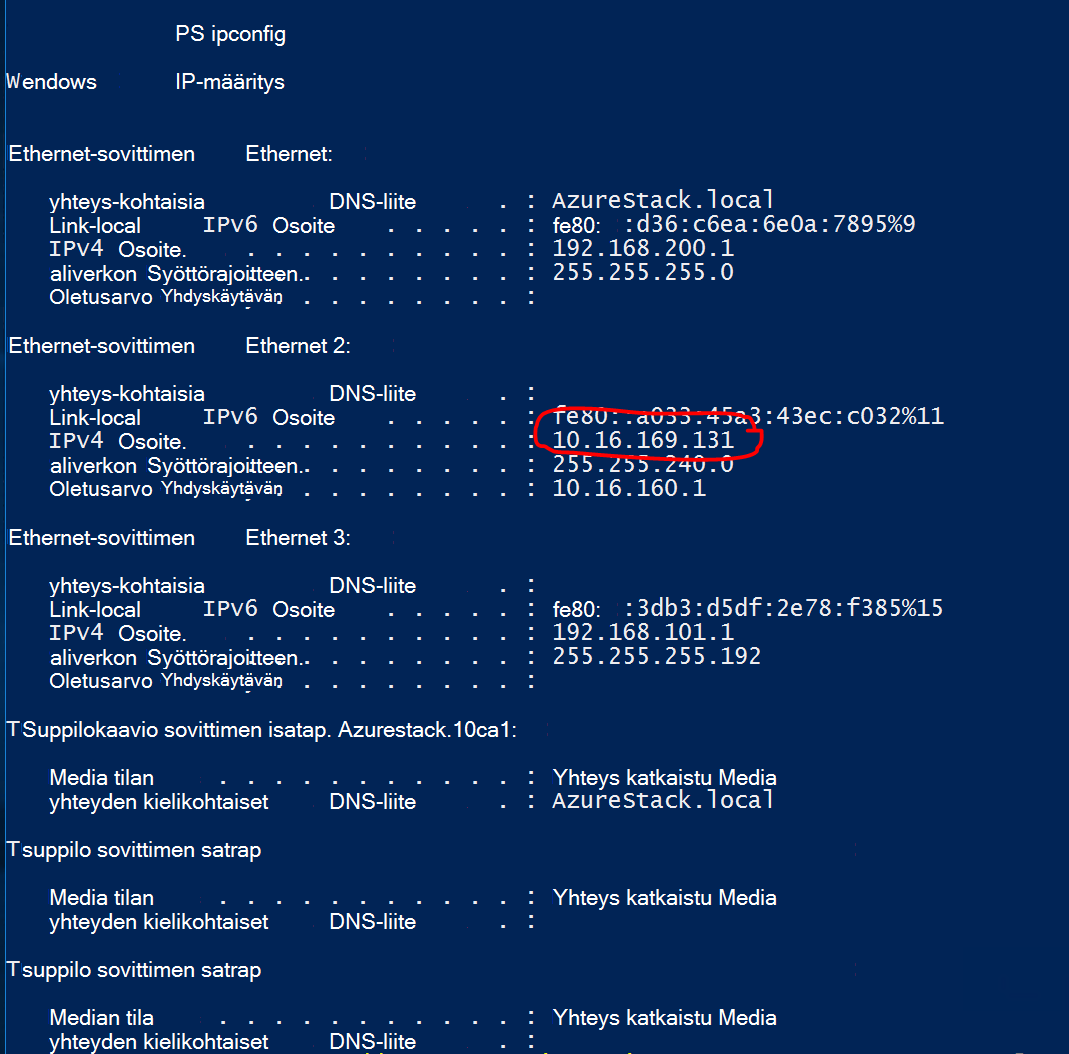 PS ipconfig
Wendows IP-määritys
Ethernet-sovittimen Ethernet:
yhteys-kohtaisia DNS-liite . : AzureStack.local
Link-local IPv6 Osoite . . . . . : fe80: :d36:c6ea:6e0a:7895%9
IPv4 Osoite. . . . . . . . . . . : 192.168.200.1
aliverkon Syöttörajoitteen.. . . . . . . . : 255.255.255.0
Oletusarvo Yhdyskäytävän . . . . . . . . :
Ethernet-sovittimen Ethernet 2:
yhteys-kohtaisia DNS-liite . :
Link-local IPv6 Osoite . . . . . : fe80::a033:45a3:43ec:c032%11
IPv4 Osoite. . . . . . . . . . . : 10.16.169.131
aliverkon Syöttörajoitteen.. . . . . . . . : 255.255.240.0
Oletusarvo Yhdyskäytävän . . . . . . . . : 10.16.160.1
Ethernet-sovittimen Ethernet 3:
yhteys-kohtaisia DNS-liite . :
Link-local IPv6 Osoite . . . . . : fe80: :3db3:d5df:2e78:f385%15
IPv4 Osoite. . . . . . . . . . . : 192.168.101.1
aliverkon Syöttörajoitteen.. . . . . . . . : 255.255.255.192
Oletusarvo Yhdyskäytävän . . . . . . . . :
TSuppilokaavio sovittimen isatap. Azurestack.10ca1:
Media tilan . . . . . . . . . . . : Yhteys katkaistu Media
yhteyden kielikohtaiset DNS-liite . : AzureStack.local
Tsuppilo sovittimen satrap
Media tilan . . . . . . . . . . . : Yhteys katkaistu Media
yhteyden kielikohtaiset DNS-liite . :
Tsuppilo sovittimen satrap
Median tila . . . . . . . . . . . : Yhteys katkaistu Media
yhteyden kielikohtaiset DNS-liite . :